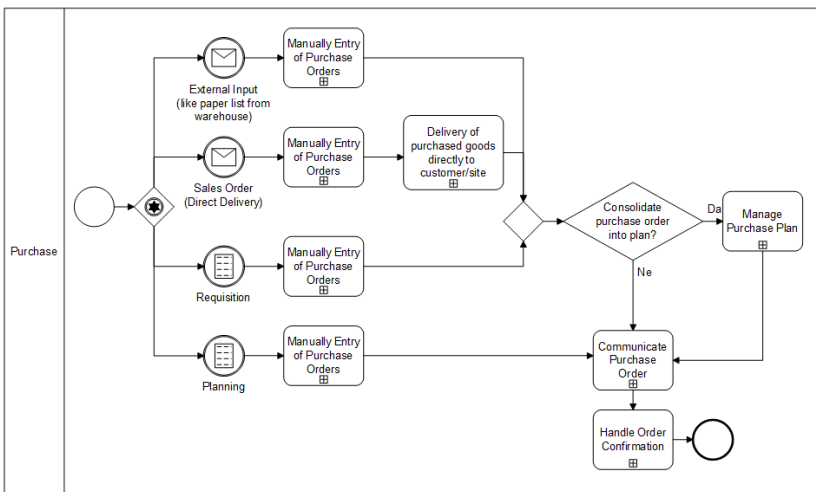 Purchase
Manually Entry
of Purchase
Orders
External Input
(like paper list from
warehouse)
Manually Entry
of Purchase
Orders
Delivery of
purchased goods
directly to
customer/site
Sales Order
(Direct Delivery)
Consolidate
purchase order
into plan?
Da
Manage
Purchase Plan
Ne
Manually Entry
of Purchase
Orders
Requisition
Manually Entry
of Purchase
Orders
Planning
Communicate
Purchase
Order
Handle Order
Confirmation